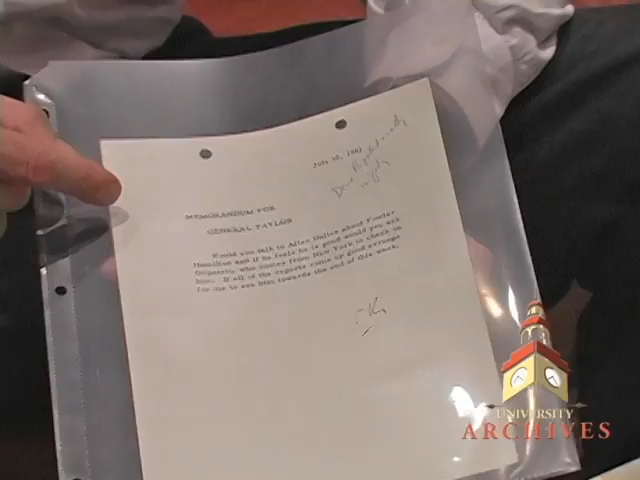 July 10, 1961
MEMORANDUM FOR
GENERAL TAYLOR
Would you talk to Allen Dulles about Fowler
Hamilton and if he feels he is good would you ask
Gilpatric who comes from New York to check on
him. If all of the reports come up good arrange
for me to see him towards the end of this week.
UNIVERSITY
ARCHIVES